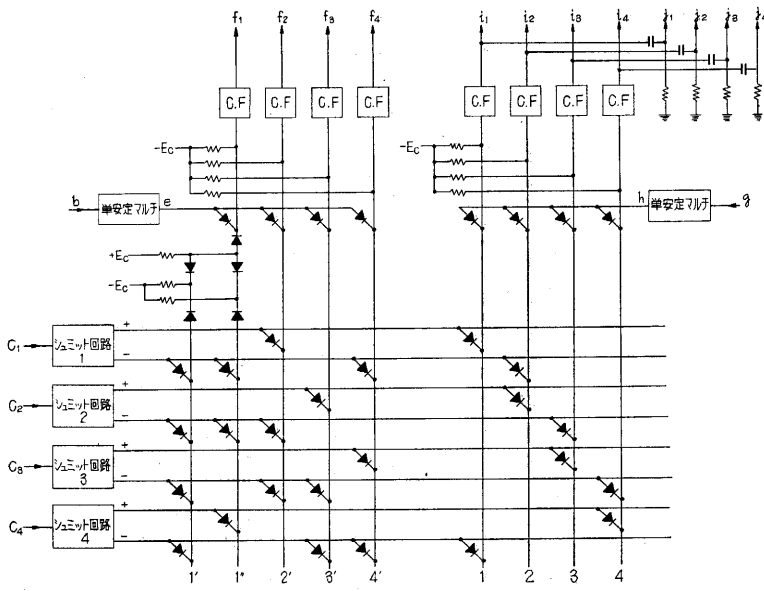 f₁ f₂ f₃ f₄ i₁ i₂ i₃ i₄ j₁ j₂ j₃ j₄
C.F C.F C.F C.F C.F C.F C.F C.F
-Ec -Ec
b 単安定マルチ e h 単安定マルチ g
+Ec
-Ec
C₁ シュミット回路 1 + -
C₂ シュミット回路 2 + -
C₃ シュミット回路 3 + -
C₄ シュミット回路 4 + -
1' 1" 2' 3' 4' 1 2 3 4